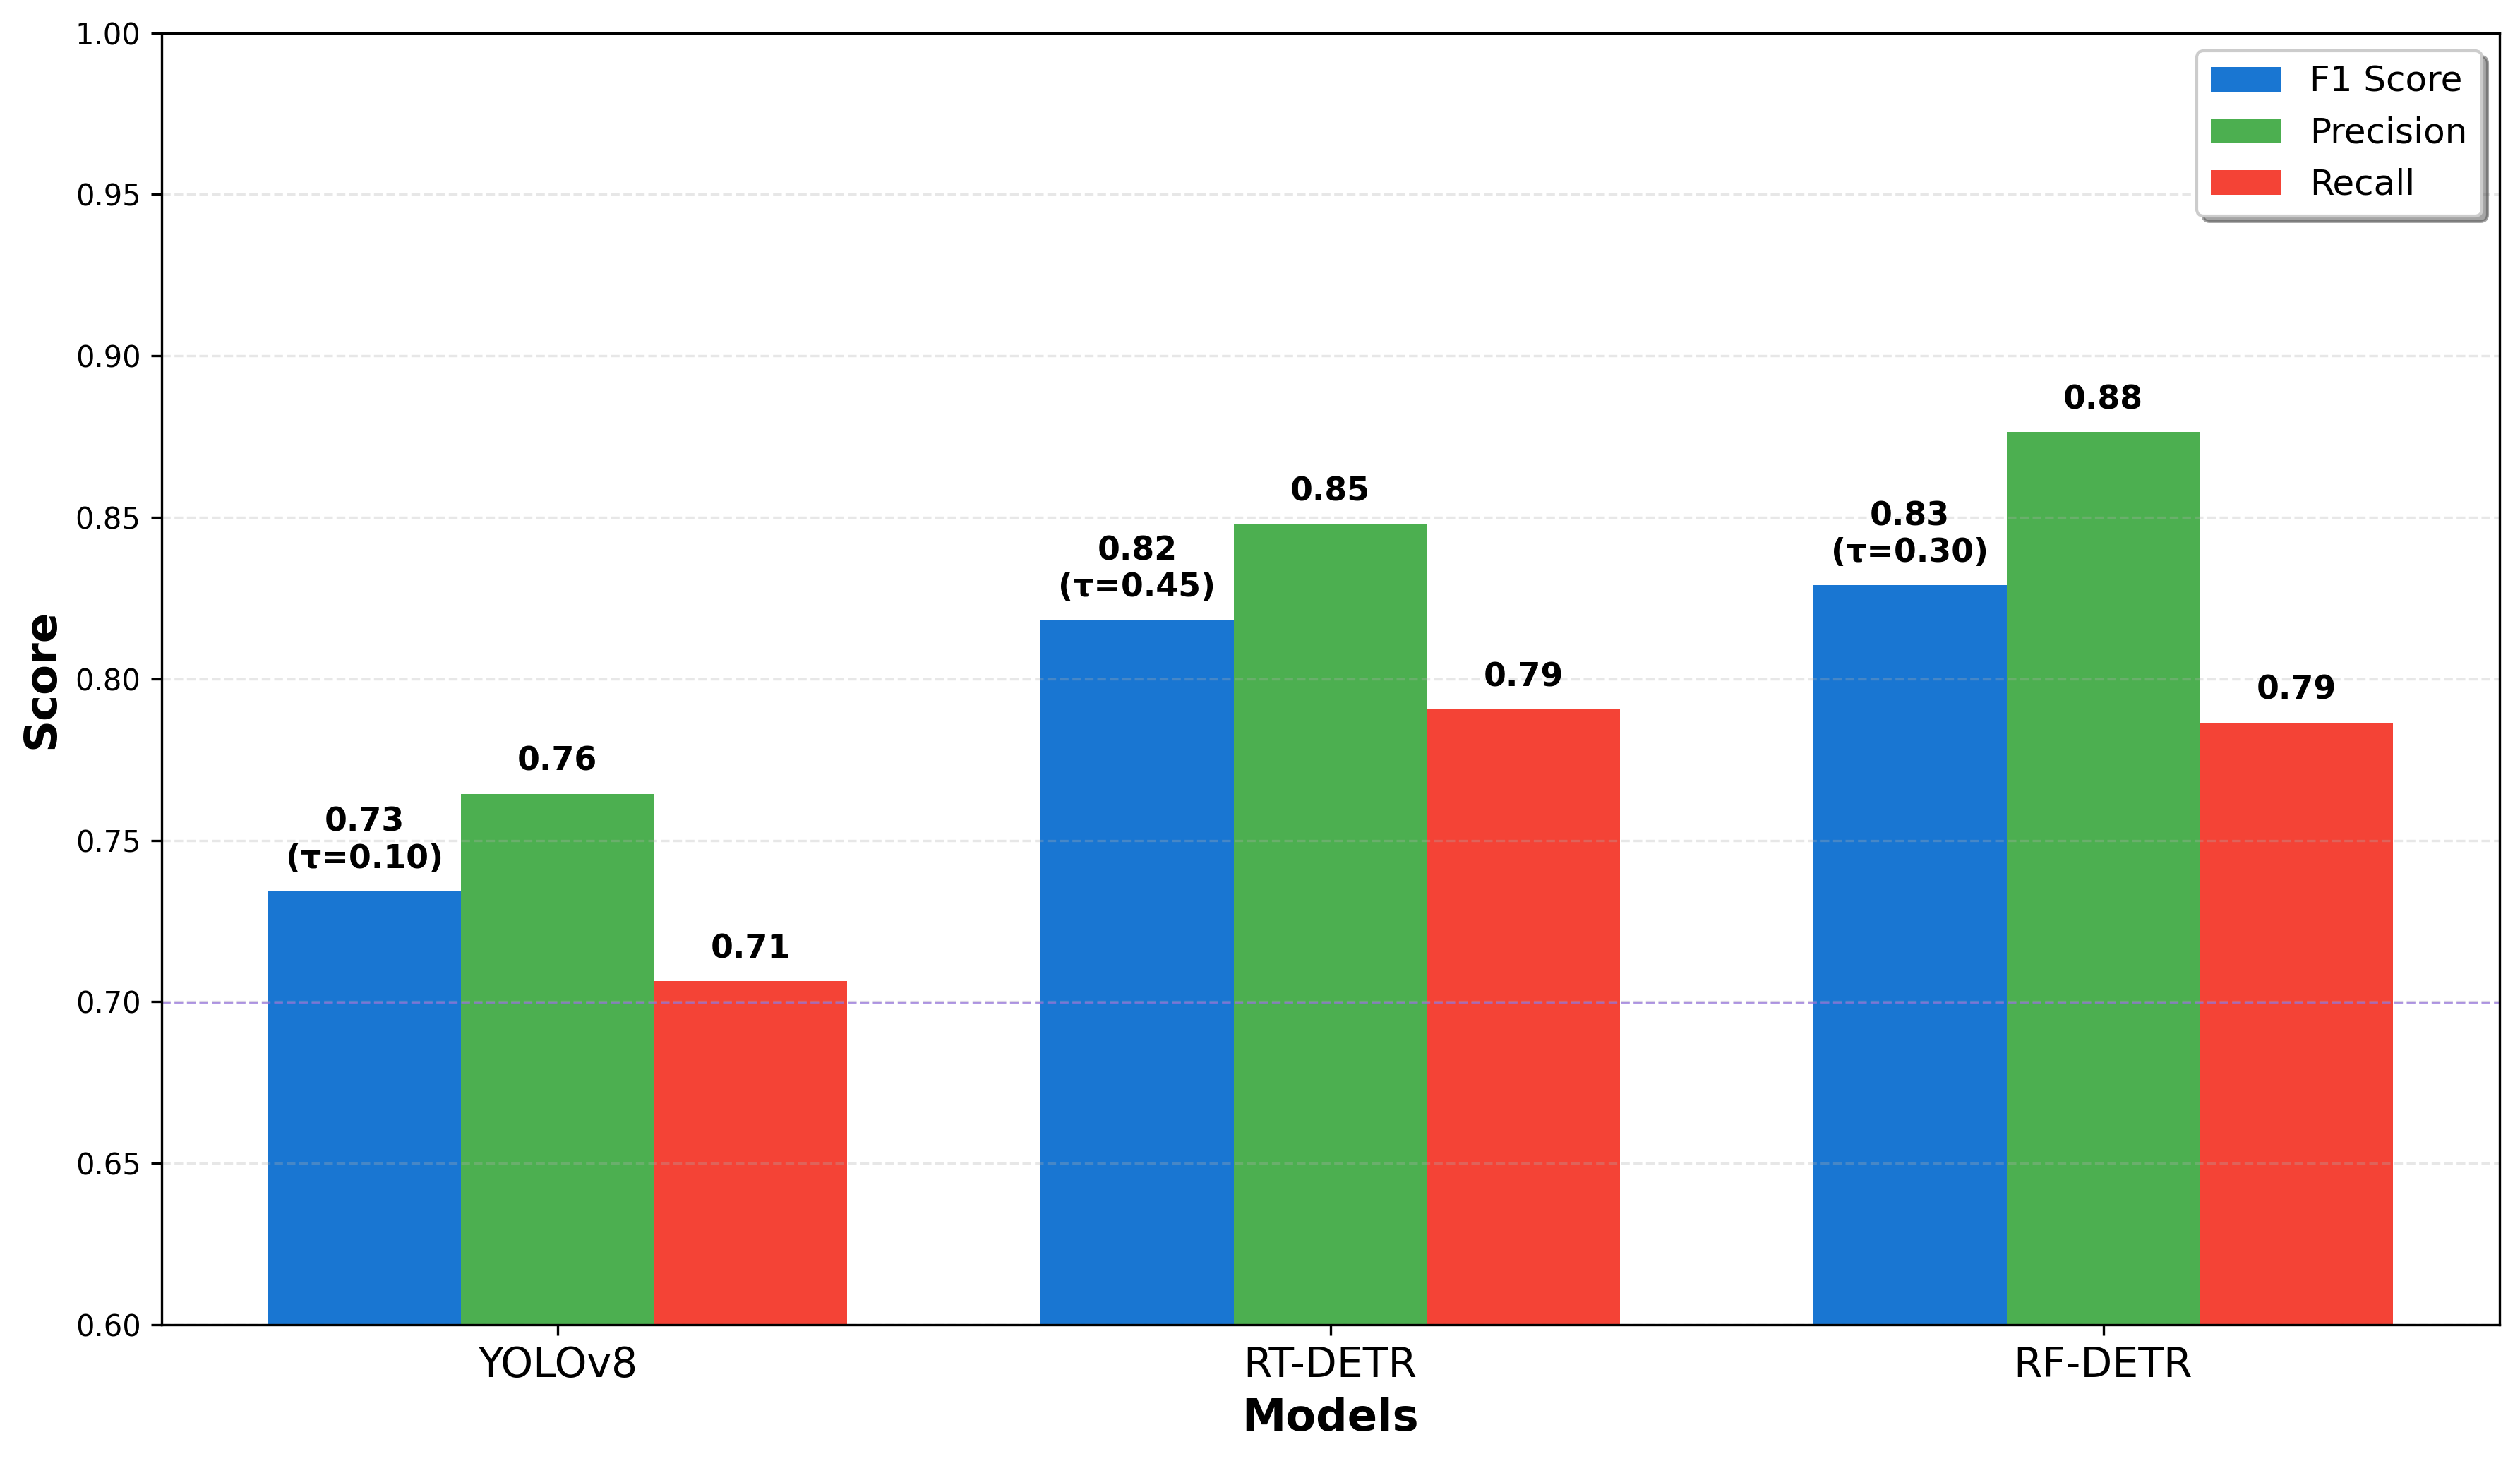 1.00
0.95
0.90
0.85
0.80
0.75
0.70
0.65
0.60
Score
F1 Score
Precision
Recall
0.73
(τ=0.10)
0.76
0.71
0.82
(τ=0.45)
0.85
0.79
0.83
(τ=0.30)
0.88
0.79
YOLOv8
RT-DETR
RF-DETR
Models